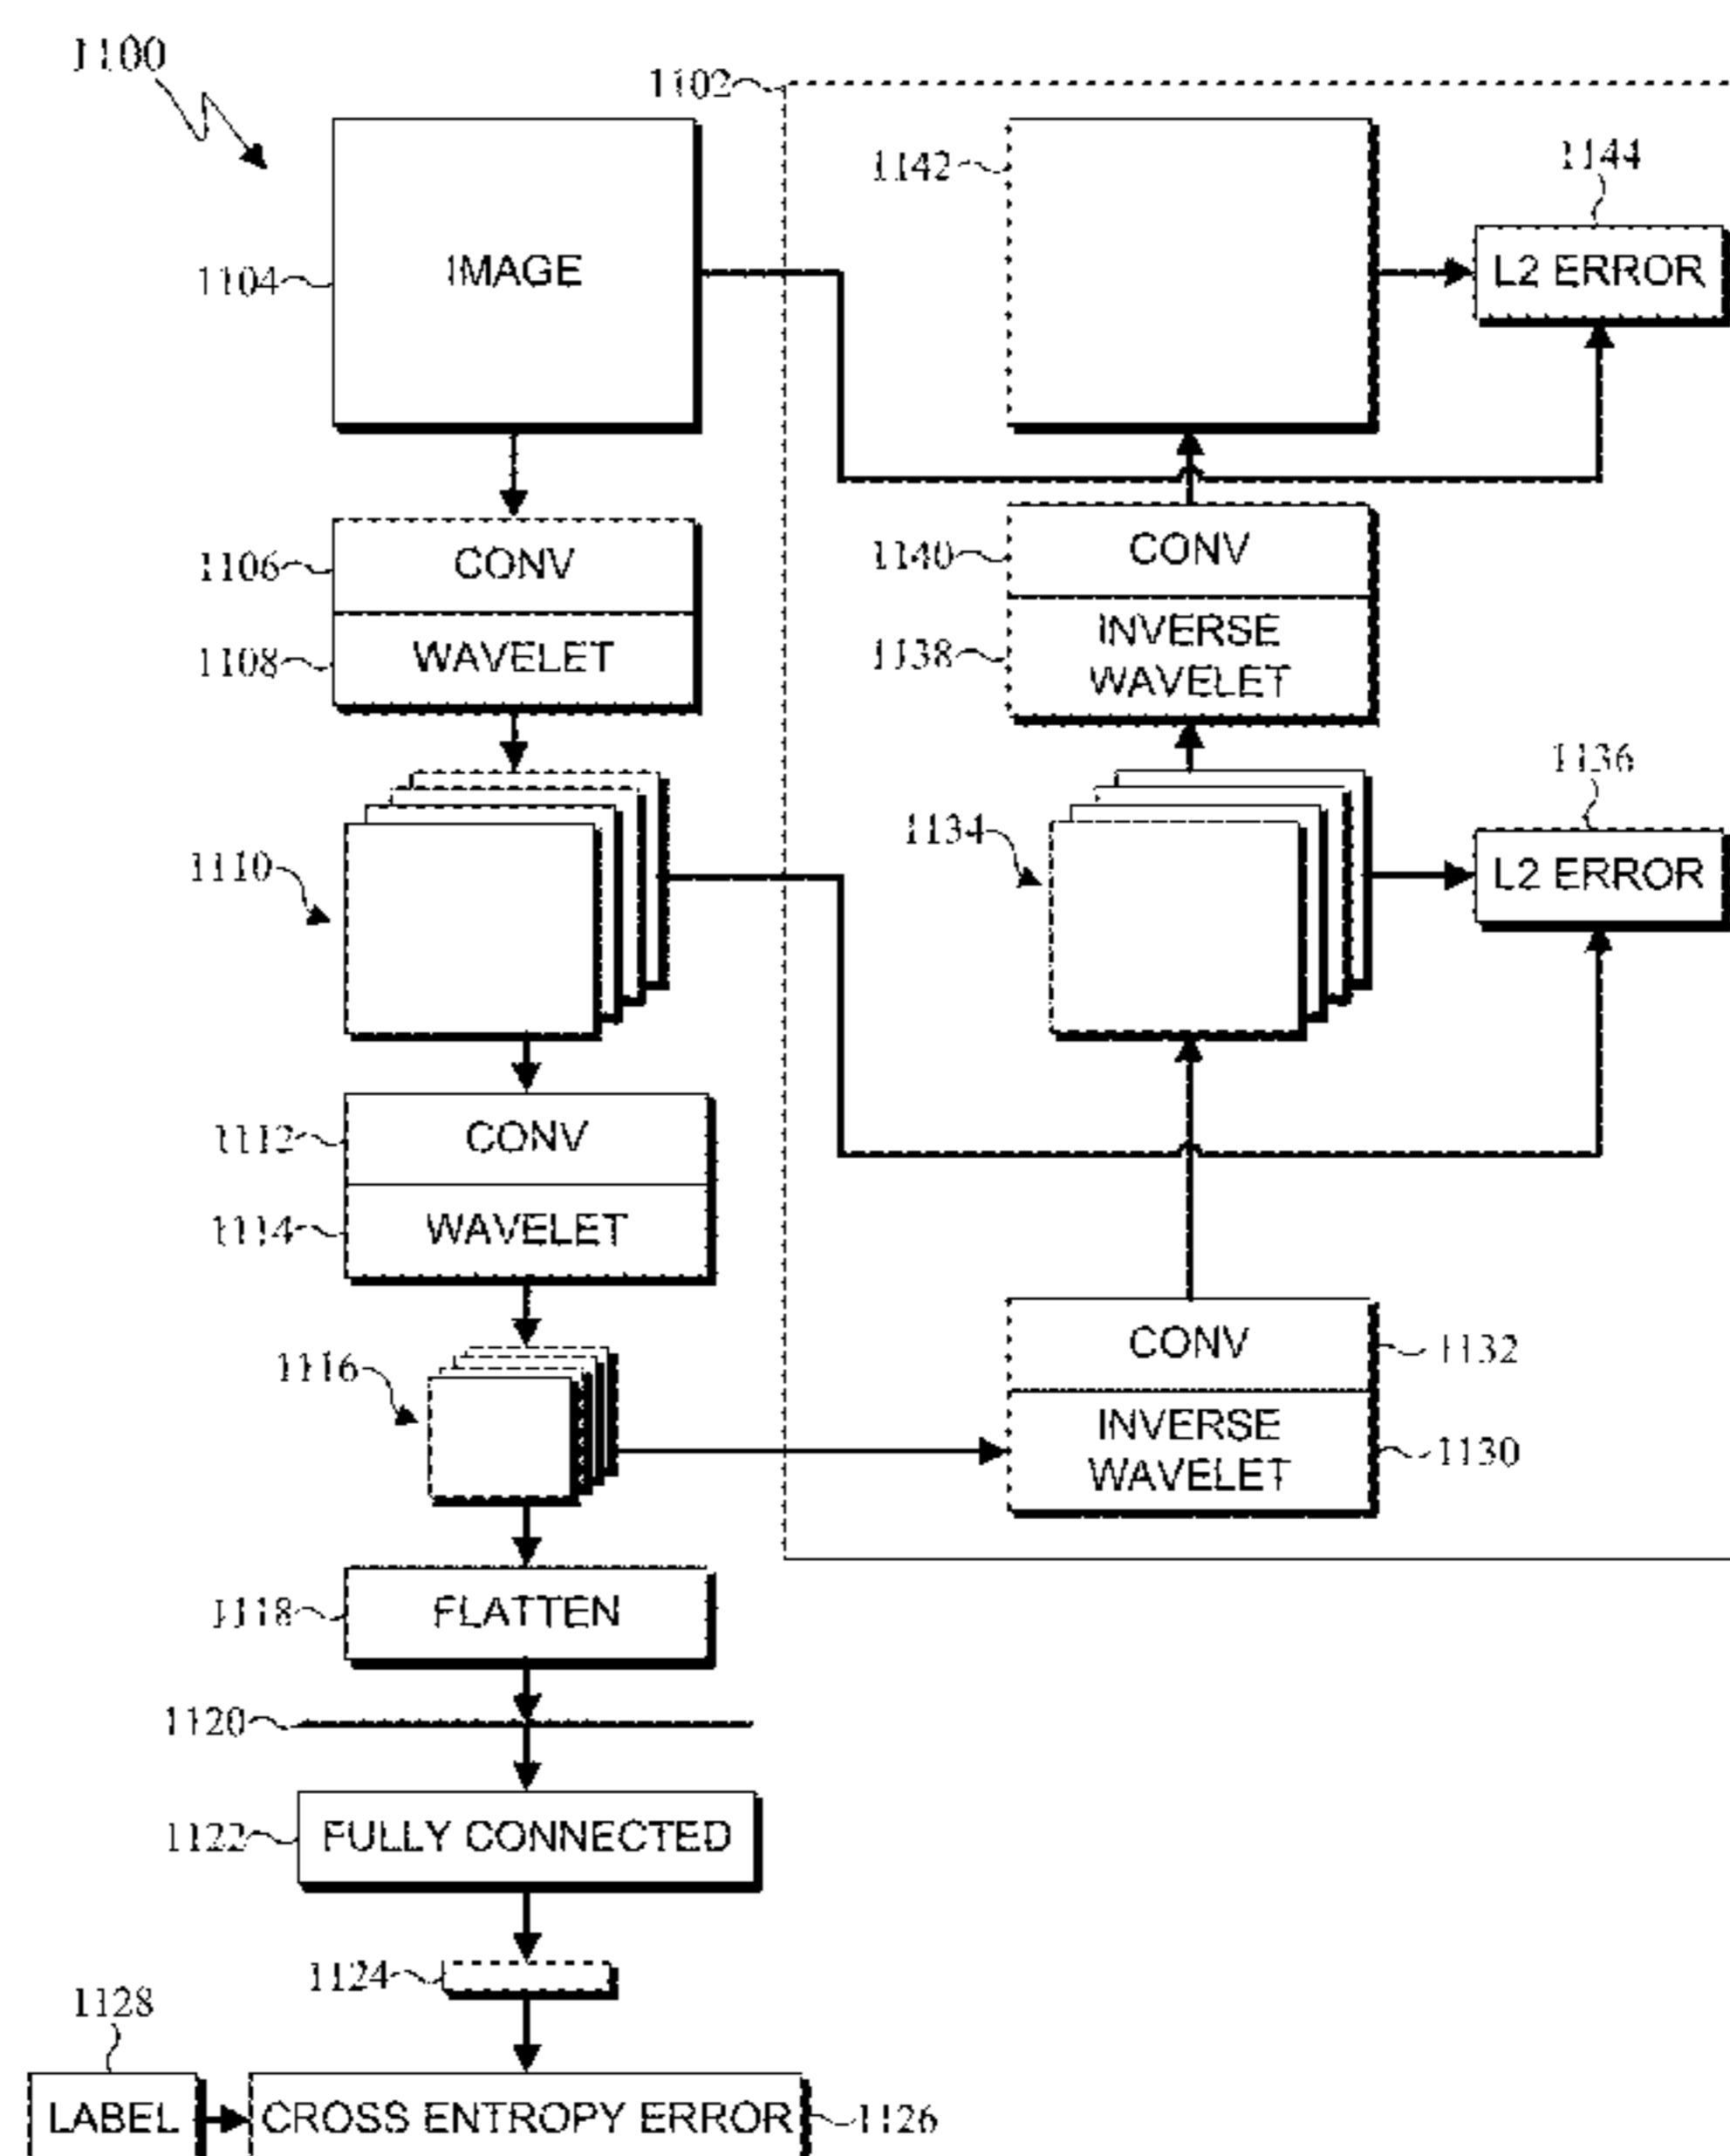 1100
1102
1142
1144
1104
IMAGE
L2 ERROR
1106
CONV
1140
CONV
1108
WAVELET
1138
INVERSE
WAVELET
1136
1110
1134
L2 ERROR
1112
CONV
1114
WAVELET
1116
CONV
1132
INVERSE
WAVELET
1130
1118
FLATTEN
1120
1122
FULLY CONNECTED
1124
1128
LABEL
CROSS ENTROPY ERROR
1126